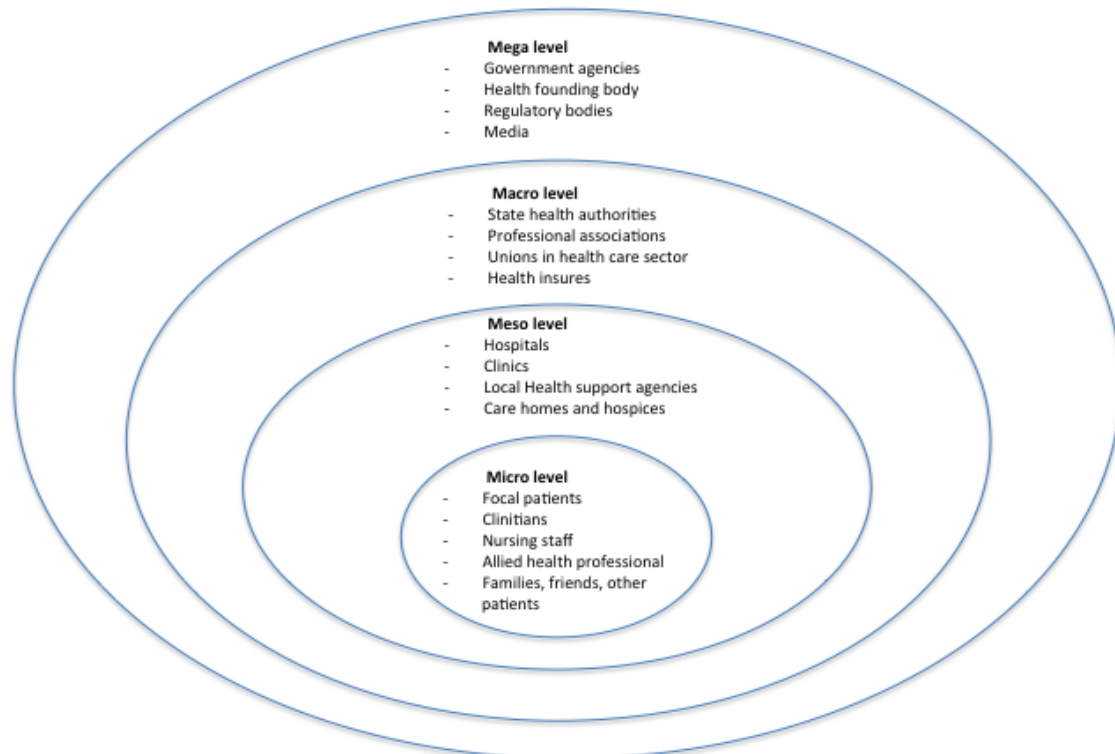 Mega level
- Government agencies
- Health founding body
- Regulatory bodies
- Media
Macro level
- State health authorities
- Professional associations
- Unions in health care sector
- Health insures
Meso level
- Hospitals
- Clinics
- Local Health support agencies
- Care homes and hospices
Micro level
- Focal patients
- Clinitians
- Nursing staff
- Allied health professional
- Families, friends, other
patients